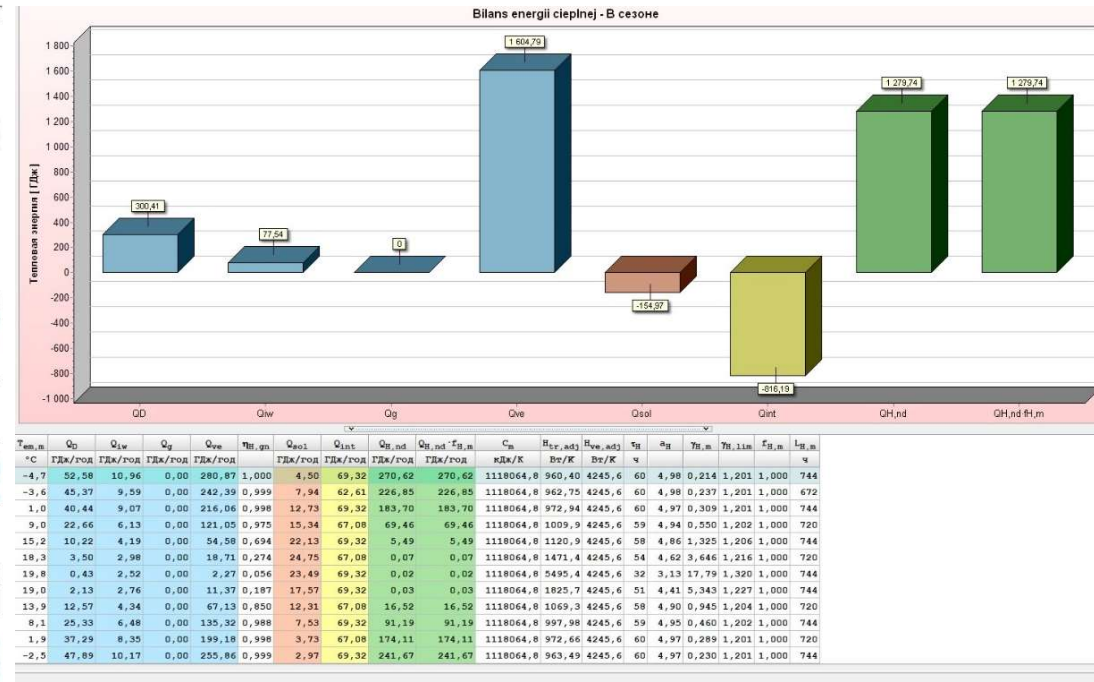 Bilans energii cieplnej - В сезоне
Тепловая энергия [ ГДж]
1 800
1 600
1 400
1 200
1 000
800
600
400
200
0
-200
-400
-600
-800
-1 000
300,41
77,54
0
1 604,79
-154,97
-816,19
1 279,74
1 279,74
QD Qiw Qg Qve Qsol Qint QH,nd QH,nd·fH,m
Tem,m QD Qiw Qg Qve ηH,gn Qsol Qint QH,nd QH,nd·fH,m Cm Htr,adj Hve,adj τH aH γH,m γH,lim fH,m LH,m
°C ГДж/год ГДж/год ГДж/год ГДж/год ГДж/год ГДж/год ГДж/год ГДж/год кДж/K Вт/K Вт/K ч ч
-4,7 52,58 10,96 0,00 280,87 1,000 4,50 69,32 270,62 270,62 1118064,8 960,40 4245,6 60 4,98 0,214 1,201 1,000 744
-3,6 45,37 9,59 0,00 242,39 0,999 7,94 62,61 226,85 226,85 1118064,8 962,75 4245,6 60 4,98 0,237 1,201 1,000 672
1,0 40,44 9,07 0,00 216,06 0,998 12,73 69,32 183,70 183,70 1118064,8 972,94 4245,6 60 4,97 0,309 1,201 1,000 744
9,0 22,66 6,13 0,00 121,05 0,975 15,34 67,08 69,46 69,46 1118064,8 1009,9 4245,6 59 4,94 0,550 1,202 1,000 720
15,2 10,22 4,19 0,00 54,58 0,694 22,13 69,32 5,49 5,49 1118064,8 1120,9 4245,6 58 4,86 1,325 1,206 1,000 744
18,3 3,50 2,98 0,00 18,71 0,274 24,75 67,08 0,07 0,07 1118064,8 1471,4 4245,6 54 4,62 3,646 1,216 1,000 720
19,8 0,43 2,52 0,00 2,27 0,056 23,49 69,32 0,02 0,02 1118064,8 5495,4 4245,6 32 3,13 17,79 1,320 1,000 744
19,0 2,13 2,76 0,00 11,37 0,187 17,57 69,32 0,03 0,03 1118064,8 1825,7 4245,6 51 4,41 5,343 1,227 1,000 744
13,9 12,57 4,34 0,00 67,13 0,850 12,31 67,08 16,52 16,52 1118064,8 1069,3 4245,6 58 4,90 0,945 1,204 1,000 720
8,1 25,33 6,48 0,00 135,32 0,988 7,53 69,32 91,19 91,19 1118064,8 997,98 4245,6 59 4,95 0,460 1,202 1,000 744
1,9 37,29 8,35 0,00 199,18 0,998 3,73 67,08 174,11 174,11 1118064,8 972,66 4245,6 60 4,97 0,289 1,201 1,000 720
-2,5 47,89 10,17 0,00 255,86 0,999 2,97 69,32 241,67 241,67 1118064,8 963,49 4245,6 60 4,97 0,230 1,201 1,000 744